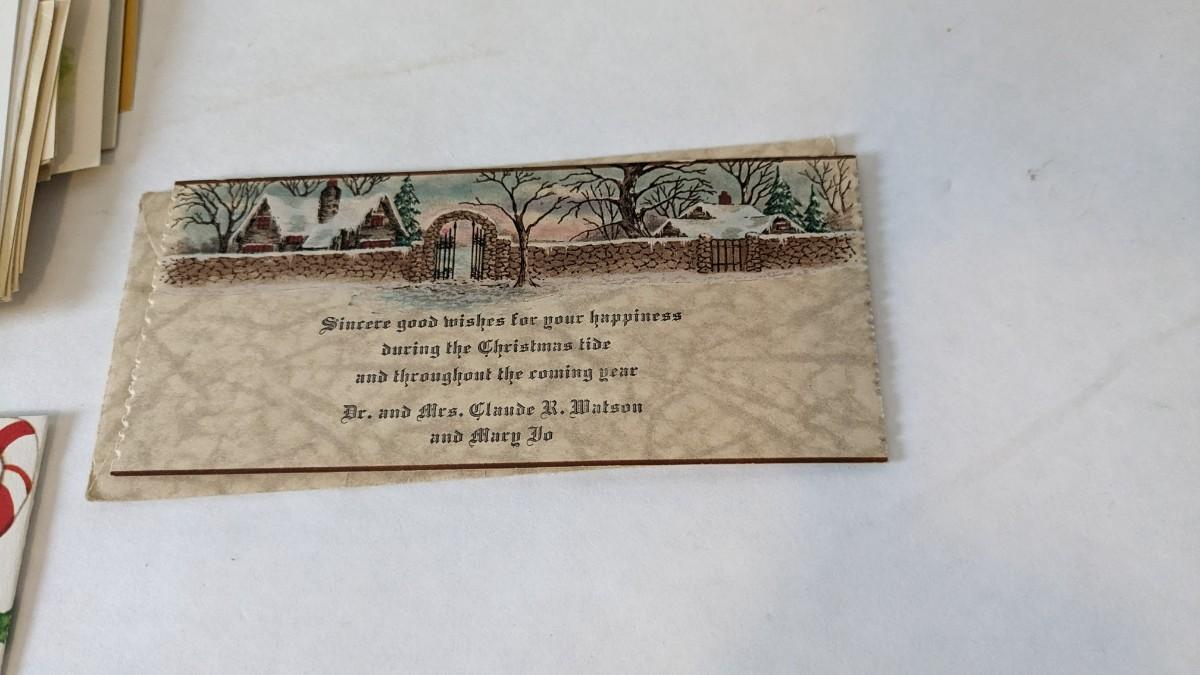 Sincere good wishes for your happiness
during the Christmas tide
and throughout the coming year
Dr. and Mrs. Claude R. Watson
and Mary Jo